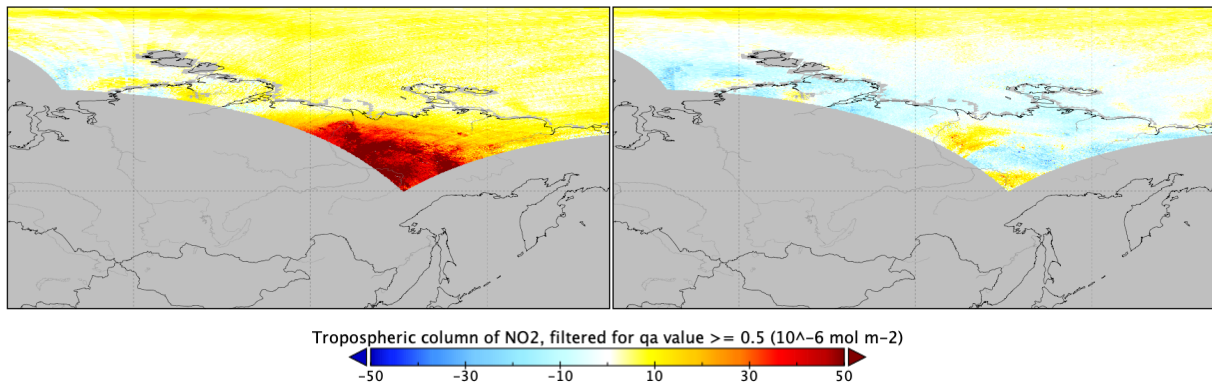 Tropospheric column of NO2, filtered for qa value >= 0.5 (10^-6 mol m-2)
-50 -30 -10 10 30 50